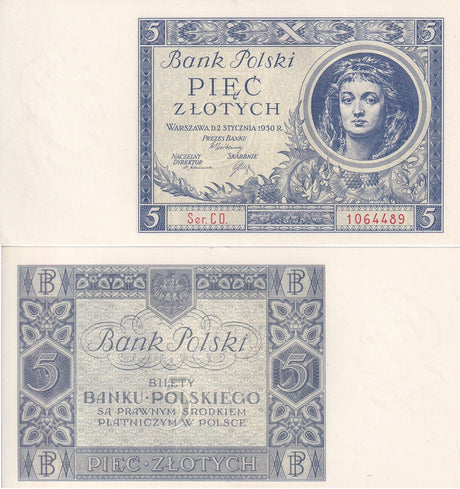 5
5
Bank Polski
PIĘĆ
ZŁOTYCH
WARSZAWA D. 2 STYCZNIA 1930 R.
PREZES BANKU
NACZELNY DYREKTOR
SKARBNIK
5
Ser. CD.
1064489
5
BP
BP
Bank Polski
5
5
BILETY
BANKU·POLSKIEGO
SĄ PRAWNYM ŚRODKIEM
PŁATNICZYM W POLSCE
BP
PIĘĆ·ZŁOTYCH
BP